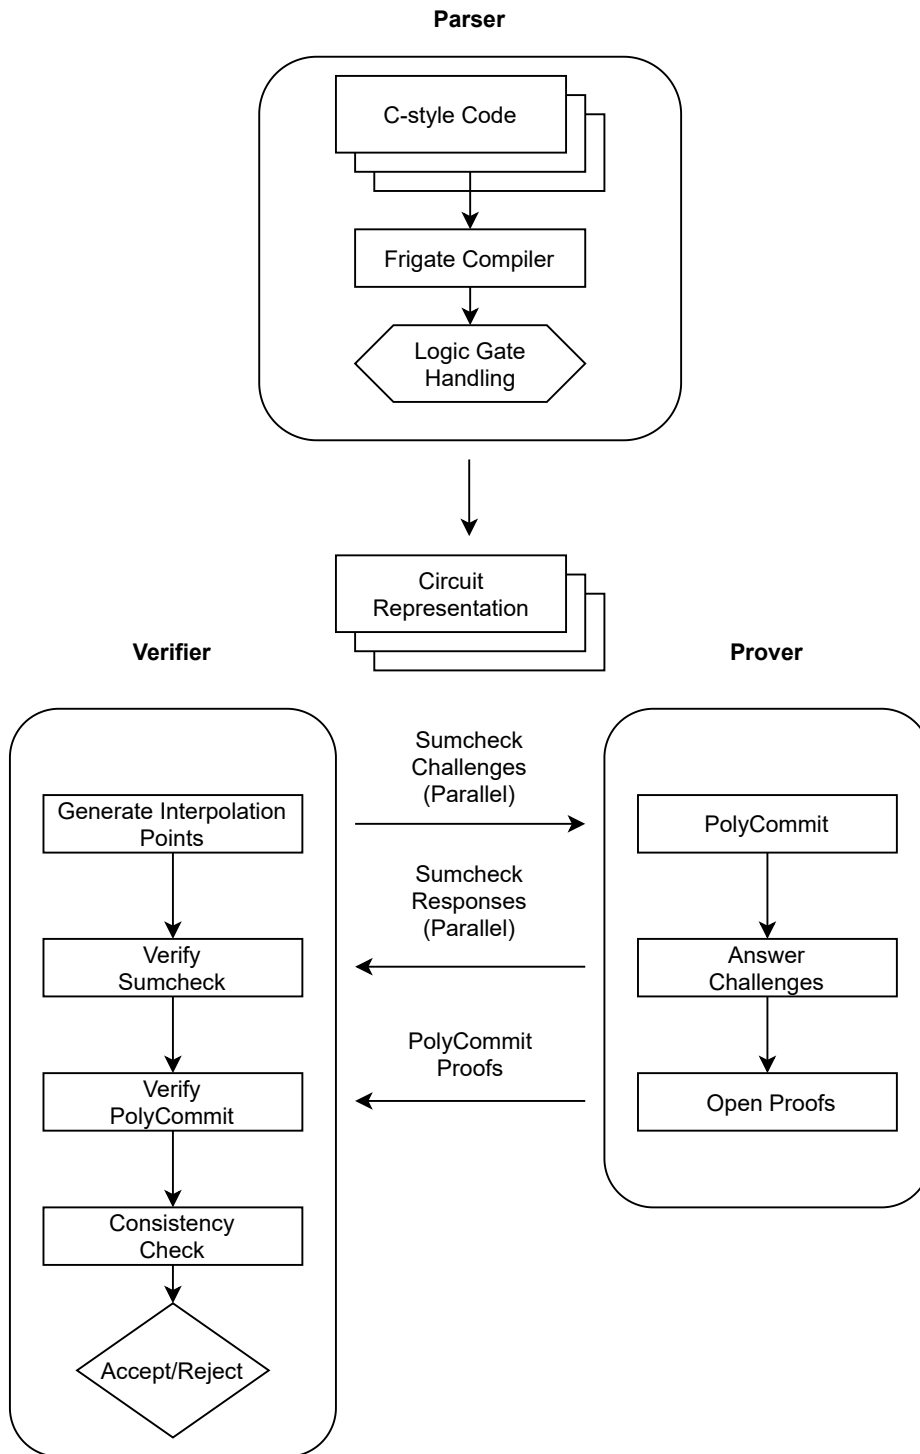 Parser
C-style Code
Frigate Compiler
Logic Gate
Handling
Circuit
Representation
Verifier
Prover
Sumcheck
Challenges
(Parallel)
Generate Interpolation
Points
PolyCommit
Sumcheck
Responses
(Parallel)
Verify
Sumcheck
Answer
Challenges
PolyCommit
Proofs
Verify
PolyCommit
Open Proofs
Consistency
Check
Accept/Reject